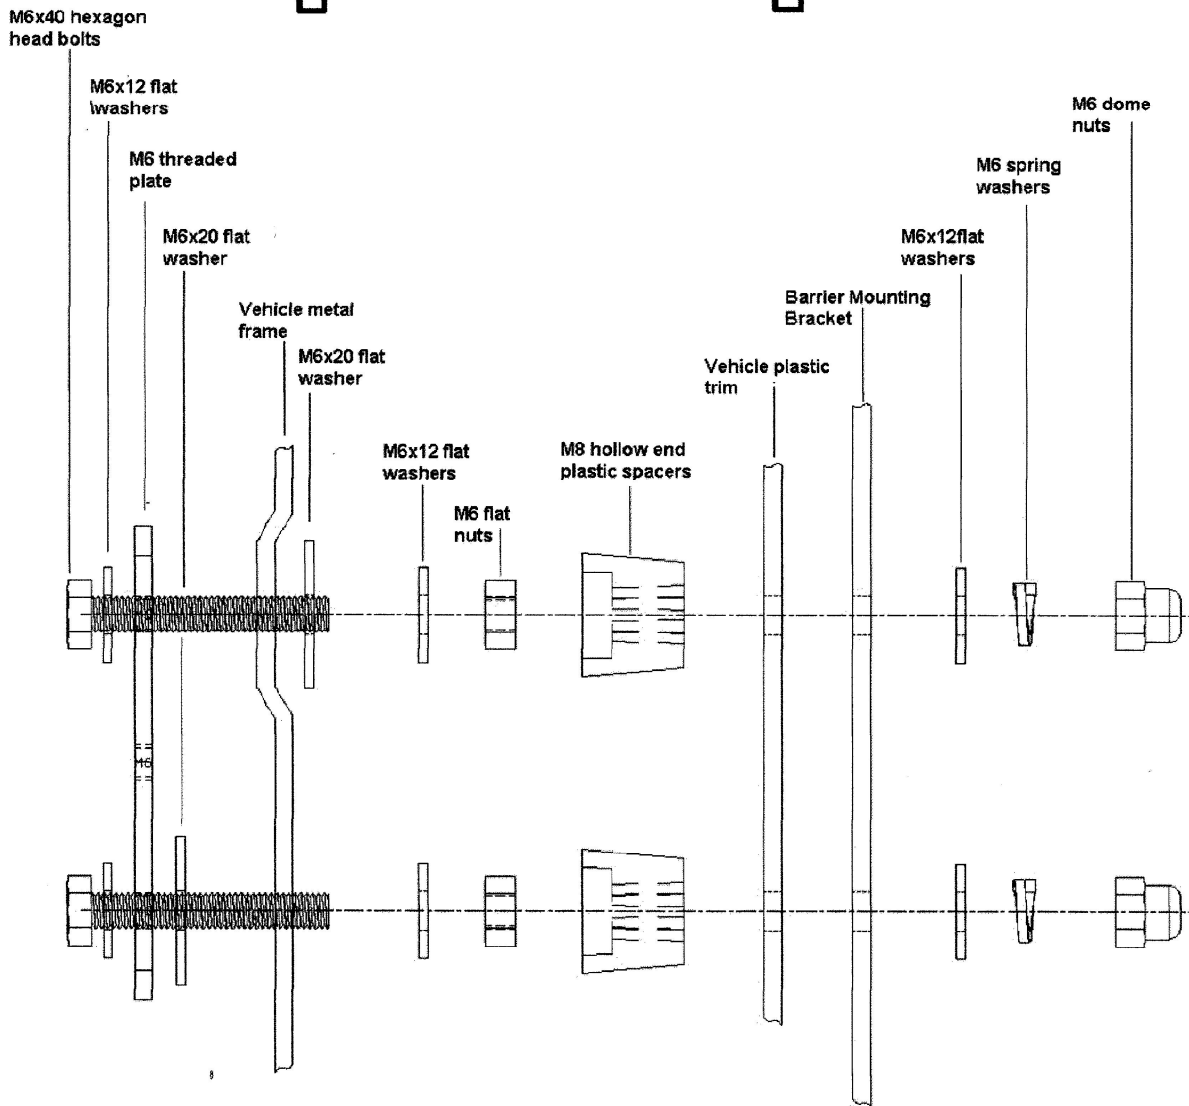 M6x40 hexagon
head bolts
M6x12 flat
washers
M6 threaded
plate
M6x20 flat
washer
Vehicle metal
frame
M6x20 flat
washer
M6x12 flat
washers
M6 flat
nuts
M8 hollow end
plastic spacers
Vehicle plastic
trim
Barrier Mounting
Bracket
M6x12flat
washers
M6 spring
washers
M6 dome
nuts
M6